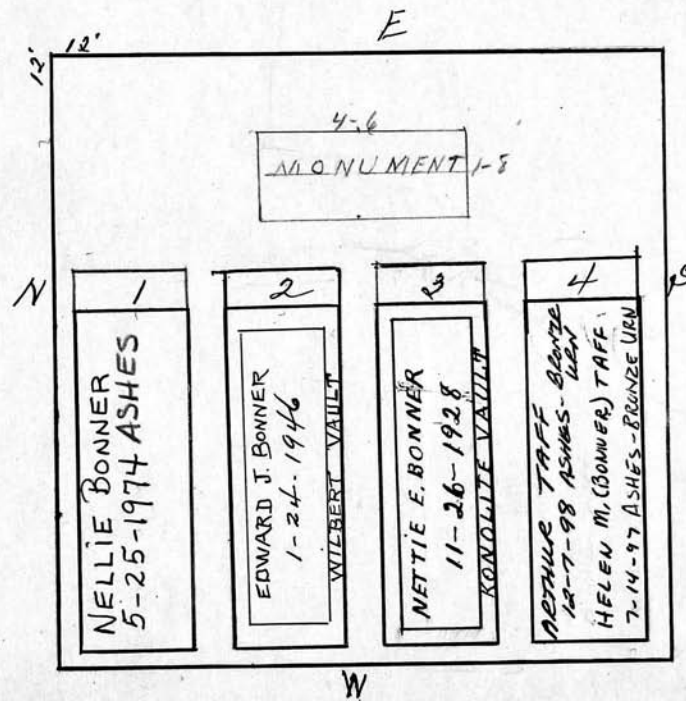 E
12'
12'
4-6
MONUMENT 1-8
N
S
1
NELLIE BONNER
5-25-1974 ASHES
2
EDWARD J. BONNER
1-24-1946
WILBERT VAULT
3
NETTIE E. BONNER
11-26-1928
KONOLITE VAULT
4
ARTHUR TAFF
12-7-98 ASHES-BRONZE
URN
HELEN M. (BONNER) TAFF
7-14-97 ASHES-BRONZE URN
W